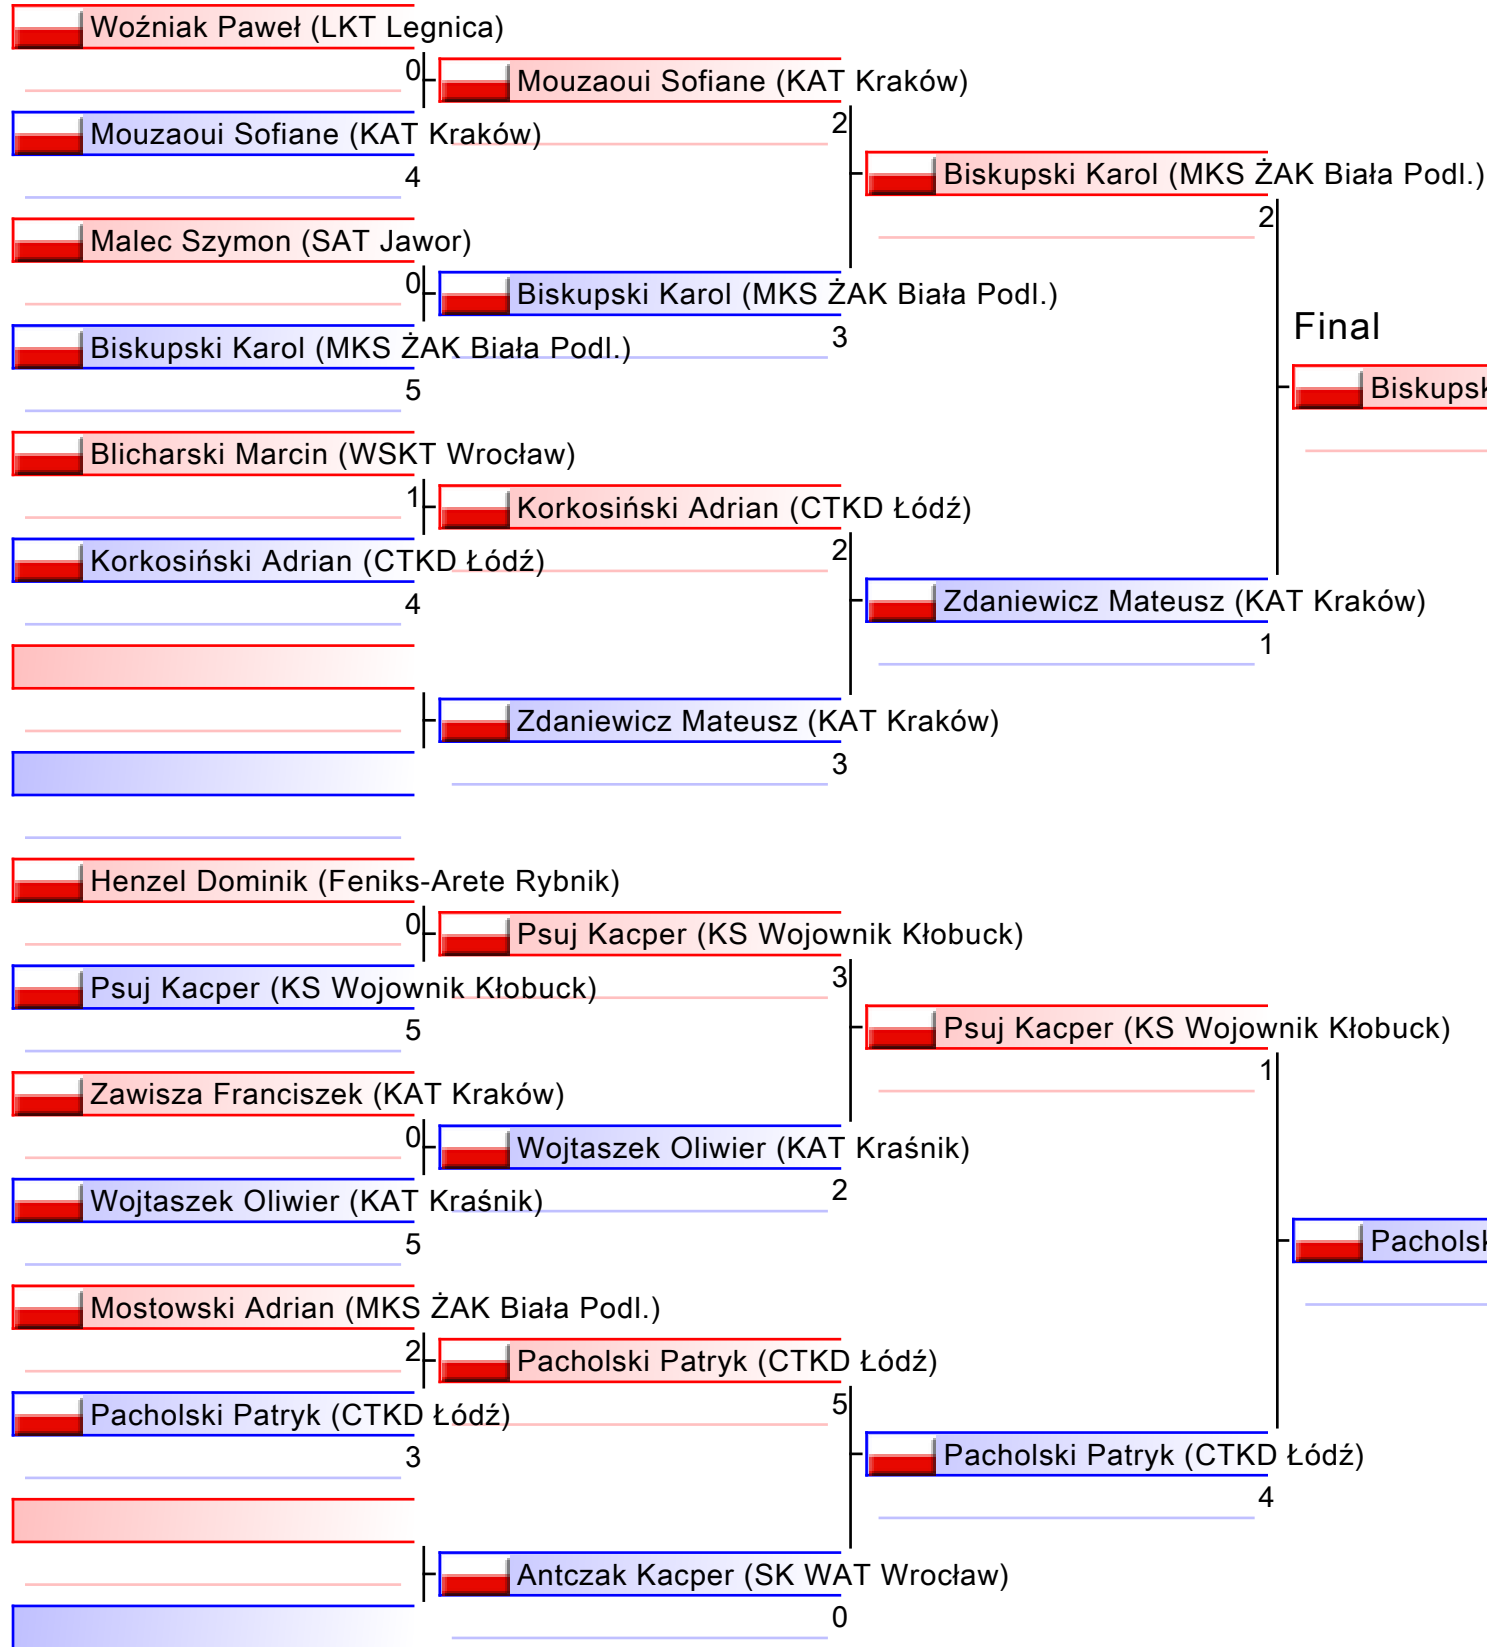 Woźniak Paweł (LKT Legnica)
0
Mouzaoui Sofiane (KAT Kraków)
Mouzaoui Sofiane (KAT Kraków)
2
4
Biskupski Karol (MKS ŻAK Biała Podl.)
2
Malec Szymon (SAT Jawor)
0
Biskupski Karol (MKS ŻAK Biała Podl.)
3
Biskupski Karol (MKS ŻAK Biała Podl.)
5
Final
Biskupsk
Blicharski Marcin (WSKT Wrocław)
1
Korkosiński Adrian (CTKD Łódź)
2
Korkosiński Adrian (CTKD Łódź)
4
Zdaniewicz Mateusz (KAT Kraków)
1
Zdaniewicz Mateusz (KAT Kraków)
3
Henzel Dominik (Feniks-Arete Rybnik)
0
Psuj Kacper (KS Wojownik Kłobuck)
3
Psuj Kacper (KS Wojownik Kłobuck)
5
Psuj Kacper (KS Wojownik Kłobuck)
1
Zawisza Franciszek (KAT Kraków)
0
Wojtaszek Oliwier (KAT Kraśnik)
2
Wojtaszek Oliwier (KAT Kraśnik)
5
Pacholsk
Mostowski Adrian (MKS ŻAK Biała Podl.)
2
Pacholski Patryk (CTKD Łódź)
5
Pacholski Patryk (CTKD Łódź)
3
Pacholski Patryk (CTKD Łódź)
4
Antczak Kacper (SK WAT Wrocław)
0